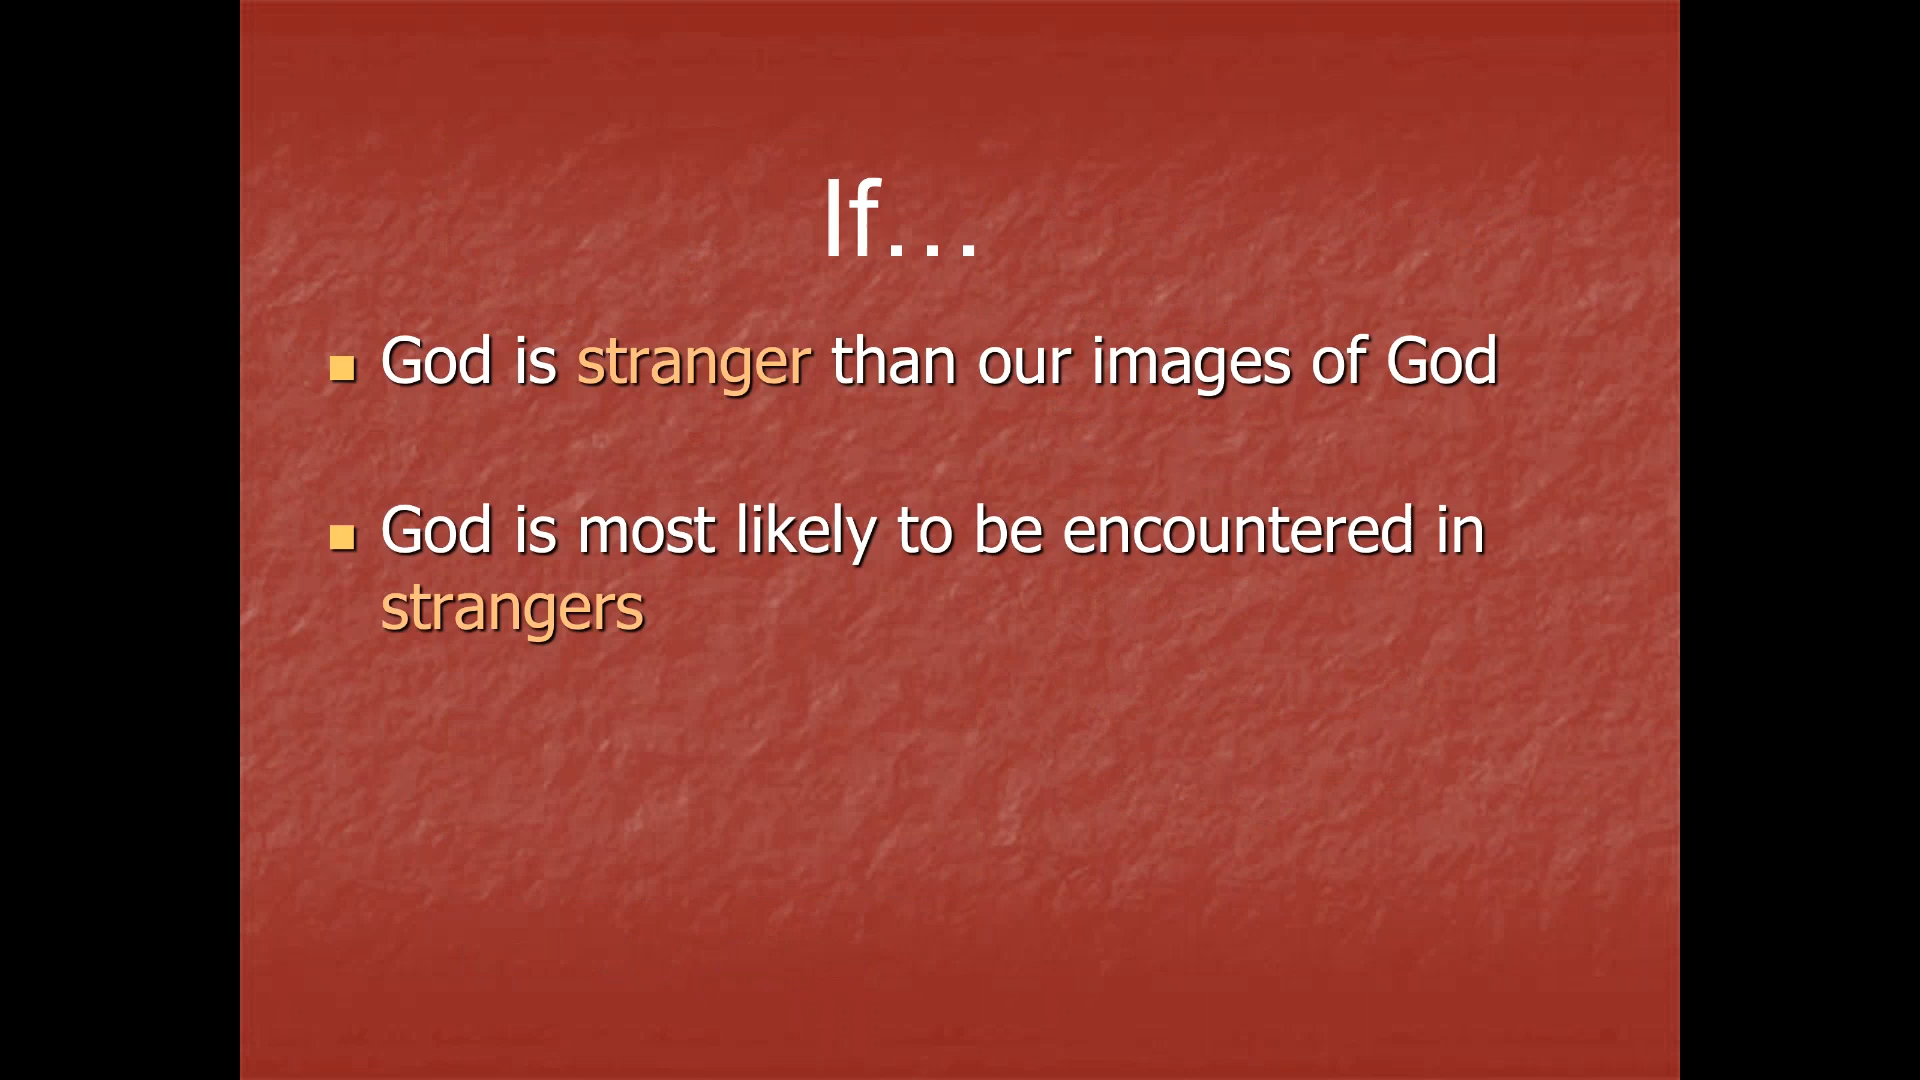 If…
God is stranger than our images of God
God is most likely to be encountered in
strangers